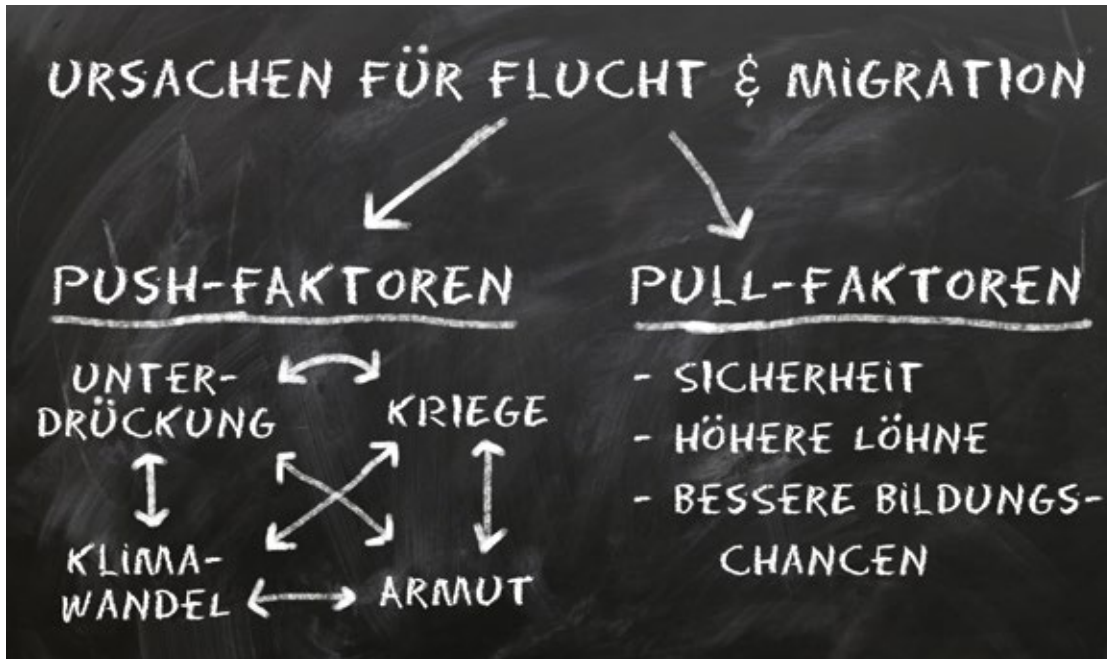 URSACHEN FÜR FLUCHT & MIGRATION
PUSH-FAKTOREN
UNTER-
DRÜCKUNG
KRIEGE
KLIMA-
WANDEL
ARMUT
PULL-FAKTOREN
- SICHERHEIT
- HÖHERE LÖHNE
- BESSERE BILDUNGS-
CHANCEN